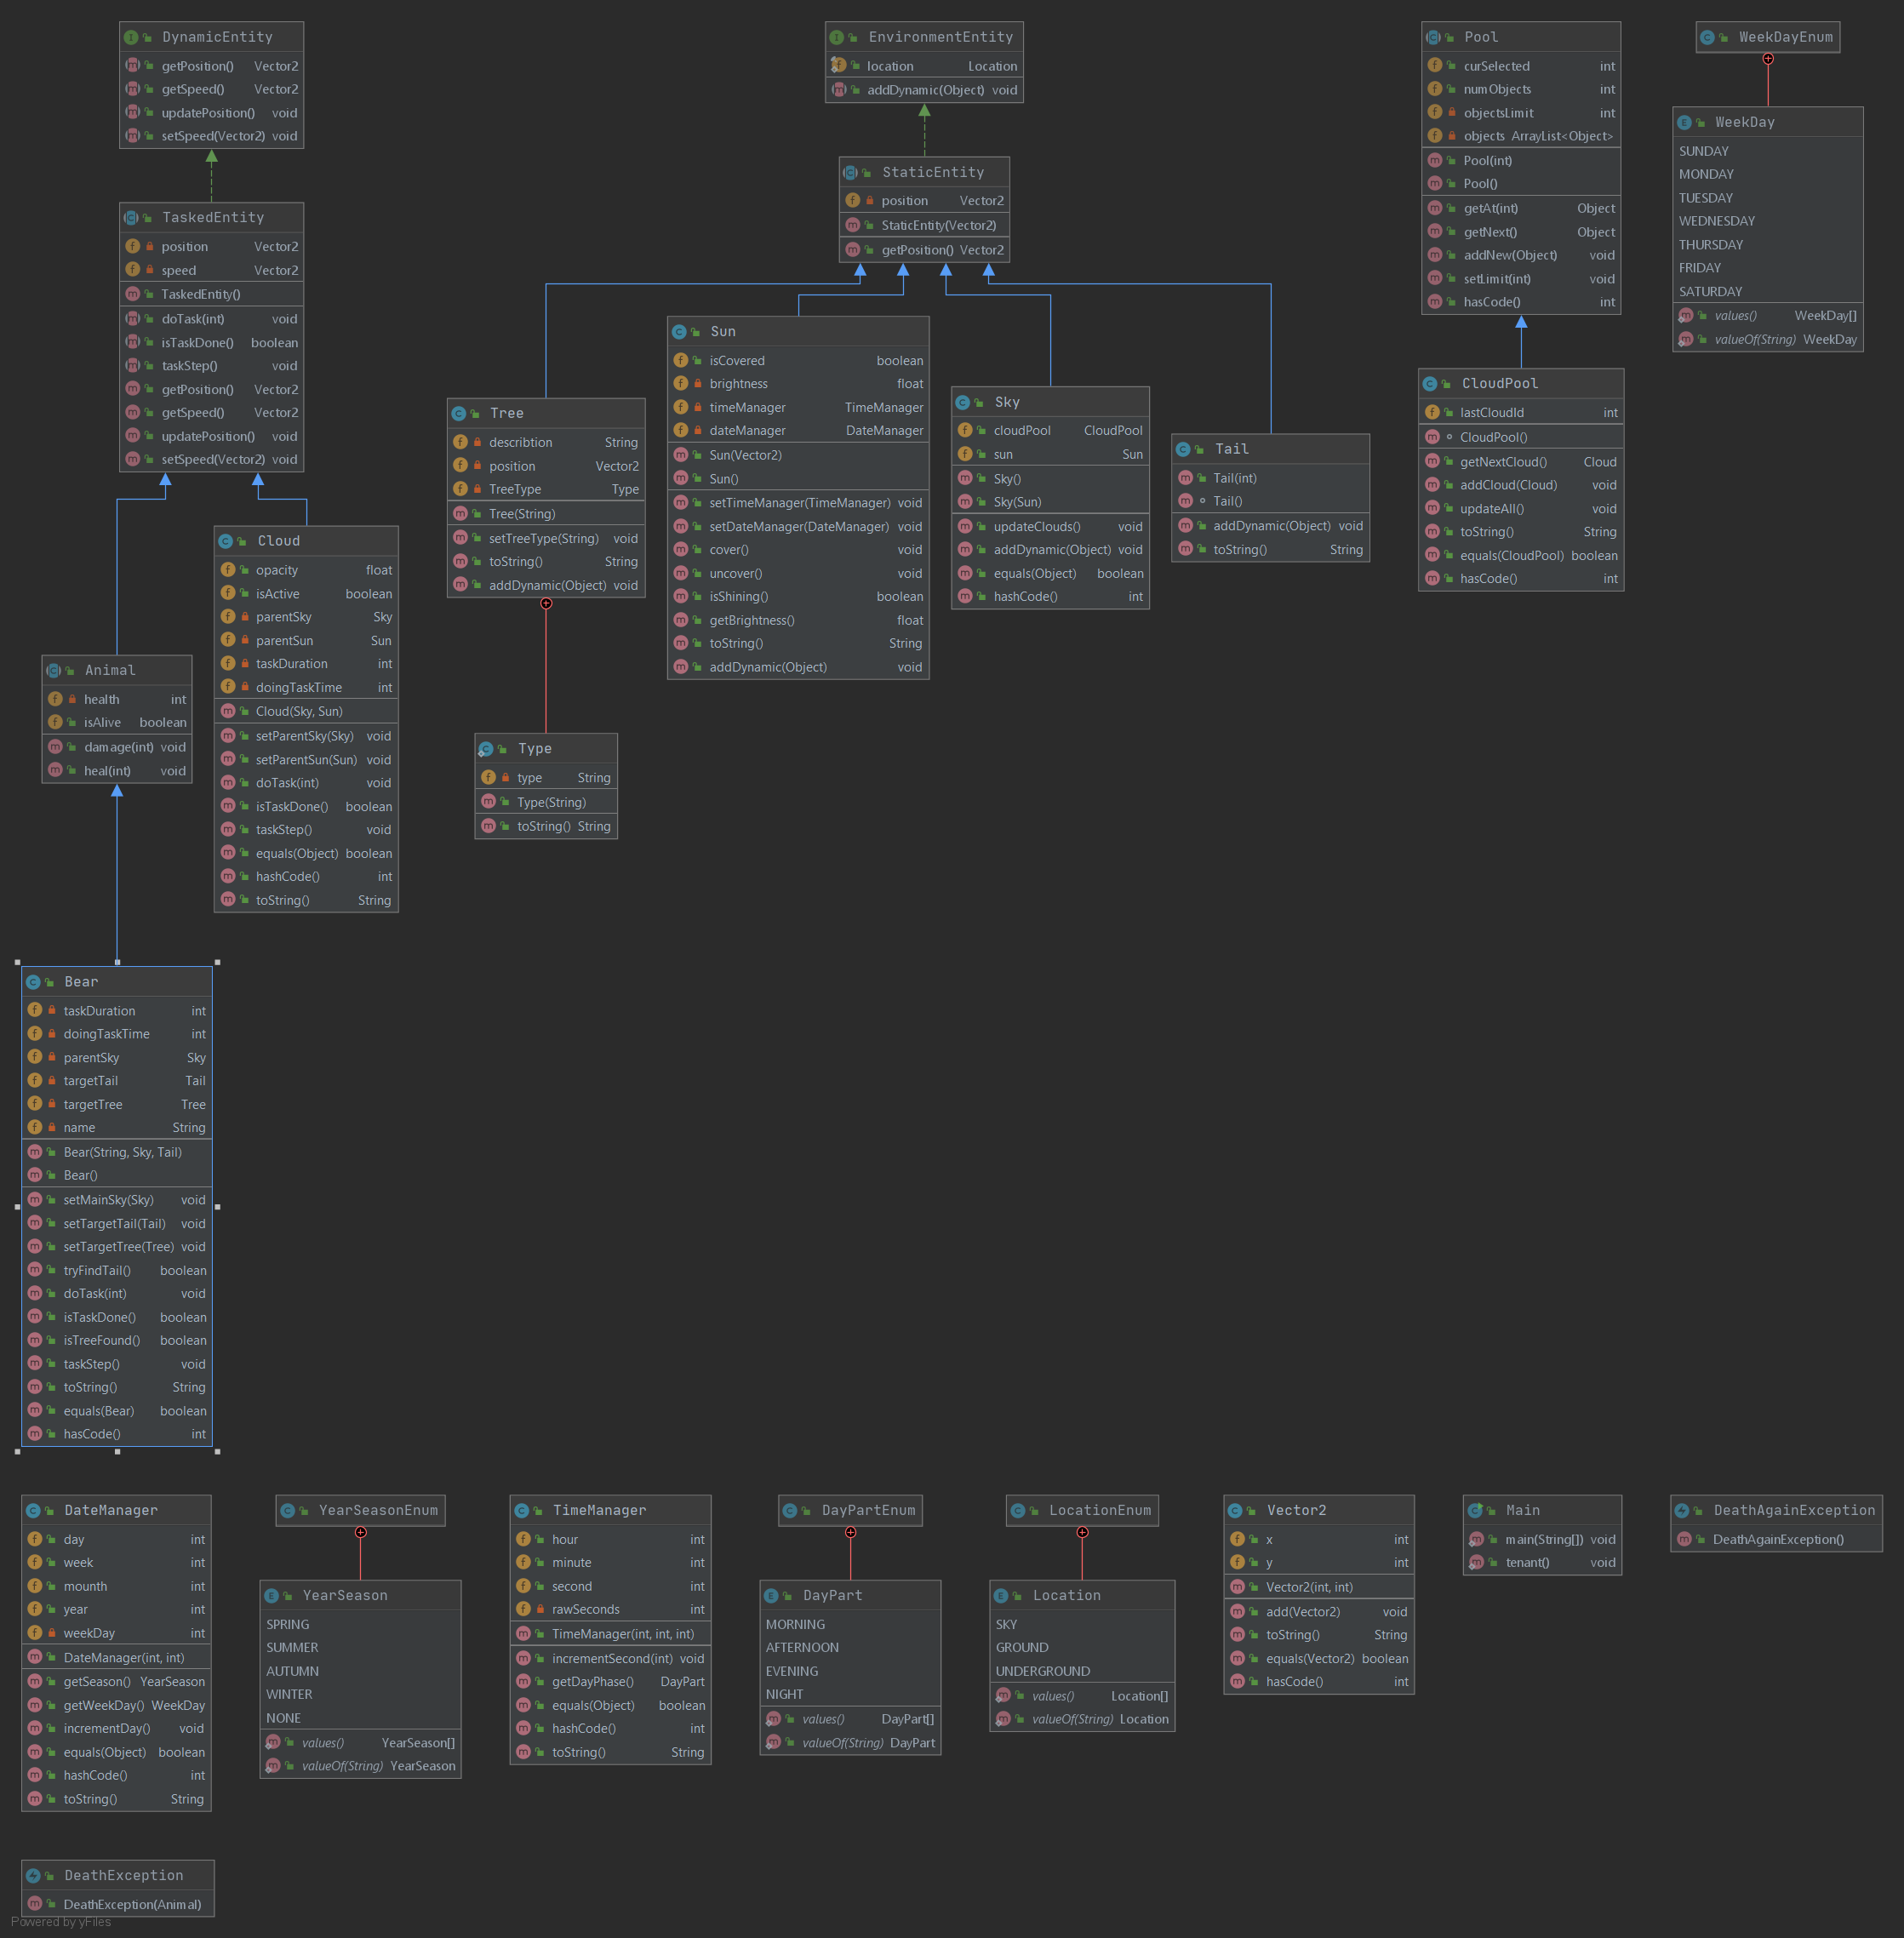 DynamicEntity
getPosition() Vector2
getSpeed() Vector2
updatePosition() void
setSpeed(Vector2) void
TaskedEntity
position Vector2
speed Vector2
TaskedEntity()
doTask(int) void
isTaskDone() boolean
taskStep() void
getPosition() Vector2
getSpeed() Vector2
updatePosition() void
setSpeed(Vector2) void
Animal
health int
isAlive boolean
damage(int) void
heal(int) void
Cloud
opacity float
isActive boolean
parentSky Sky
parentSun Sun
taskDuration int
doingTaskTime int
Cloud(Sky, Sun)
setParentSky(Sky) void
setParentSun(Sun) void
doTask(int) void
isTaskDone() boolean
taskStep() void
equals(Object) boolean
hashCode() int
toString() String
Bear
taskDuration int
doingTaskTime int
parentSky Sky
targetTail Tail
targetTree Tree
name String
Bear(String, Sky, Tail)
Bear()
setMainSky(Sky) void
setTargetTail(Tail) void
setTargetTree(Tree) void
tryFindTail() boolean
doTask(int) void
isTaskDone() boolean
isTreeFound() boolean
taskStep() void
toString() String
equals(Bear) boolean
hasCode() int
EnvironmentEntity
location Location
addDynamic(Object) void
StaticEntity
position Vector2
StaticEntity(Vector2)
getPosition() Vector2
Tree
describtion String
position Vector2
TreeType Type
Tree(String)
setTreeType(String) void
toString() String
addDynamic(Object) void
Type
type String
Type(String)
toString() String
Sun
isCovered boolean
brightness float
timeManager TimeManager
dateManager DateManager
Sun(Vector2)
Sun()
setTimeManager(TimeManager) void
setDateManager(DateManager) void
cover() void
uncover() void
isShining() boolean
getBrightness() float
toString() String
addDynamic(Object) void
Sky
cloudPool CloudPool
sun Sun
Sky()
Sky(Sun)
updateClouds() void
addDynamic(Object) void
equals(Object) boolean
hashCode() int
Tail
Tail(int)
Tail()
addDynamic(Object) void
toString() String
Pool
curSelected int
numObjects int
objectsLimit int
objects ArrayList<Object>
Pool(int)
Pool()
getAt(int) Object
getNext() Object
addNew(Object) void
setLimit(int) void
hasCode() int
CloudPool
lastCloudId int
CloudPool()
getNextCloud() Cloud
addCloud(Cloud) void
updateAll() void
toString() String
equals(CloudPool) boolean
hasCode() int
WeekDayEnum
WeekDay
SUNDAY
MONDAY
TUESDAY
WEDNESDAY
THURSDAY
FRIDAY
SATURDAY
values() WeekDay[]
valueOf(String) WeekDay
DateManager
day int
week int
mounth int
year int
weekDay int
DateManager(int, int)
getSeason() YearSeason
getWeekDay() WeekDay
incrementDay() void
equals(Object) boolean
hashCode() int
toString() String
YearSeasonEnum
YearSeason
SPRING
SUMMER
AUTUMN
WINTER
NONE
values() YearSeason[]
valueOf(String) YearSeason
TimeManager
hour int
minute int
second int
rawSeconds int
TimeManager(int, int, int)
incrementSecond(int) void
getDayPhase() DayPart
equals(Object) boolean
hashCode() int
toString() String
DayPartEnum
DayPart
MORNING
AFTERNOON
EVENING
NIGHT
values() DayPart[]
valueOf(String) DayPart
LocationEnum
Location
SKY
GROUND
UNDERGROUND
values() Location[]
valueOf(String) Location
Vector2
x int
y int
Vector2(int, int)
add(Vector2) void
toString() String
equals(Vector2) boolean
hasCode() int
Main
main(String[]) void
tenant() void
DeathAgainException
DeathAgainException()
DeathException
DeathException(Animal)
Powered by yFiles